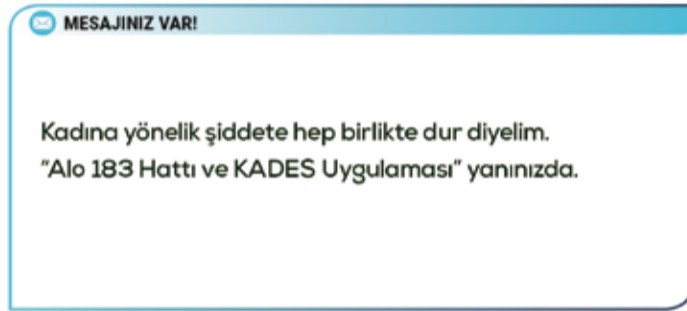 MESAJINIZ VAR!
Kadına yönelik şiddete hep birlikte dur diyelim.
"Alo 183 Hattı ve KADES Uygulaması" yanınızda.